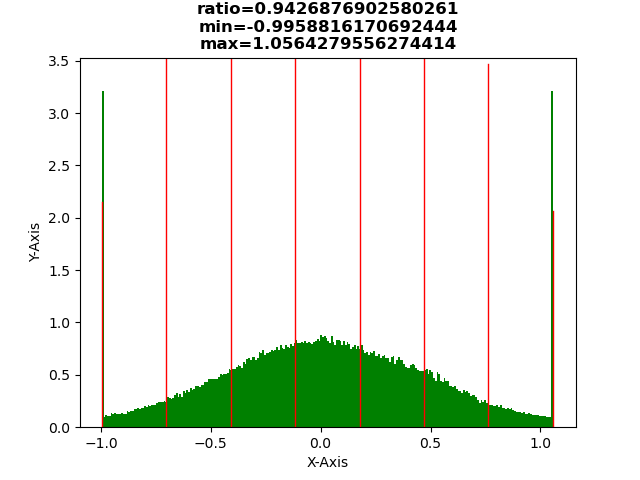 ratio=0.9426876902580261
min=-0.9958816170692444
max=1.0564279556274414
3.5
3.0
2.5
2.0
1.5
1.0
0.5
0.0
Y-Axis
−1.0 −0.5 0.0 0.5 1.0
X-Axis